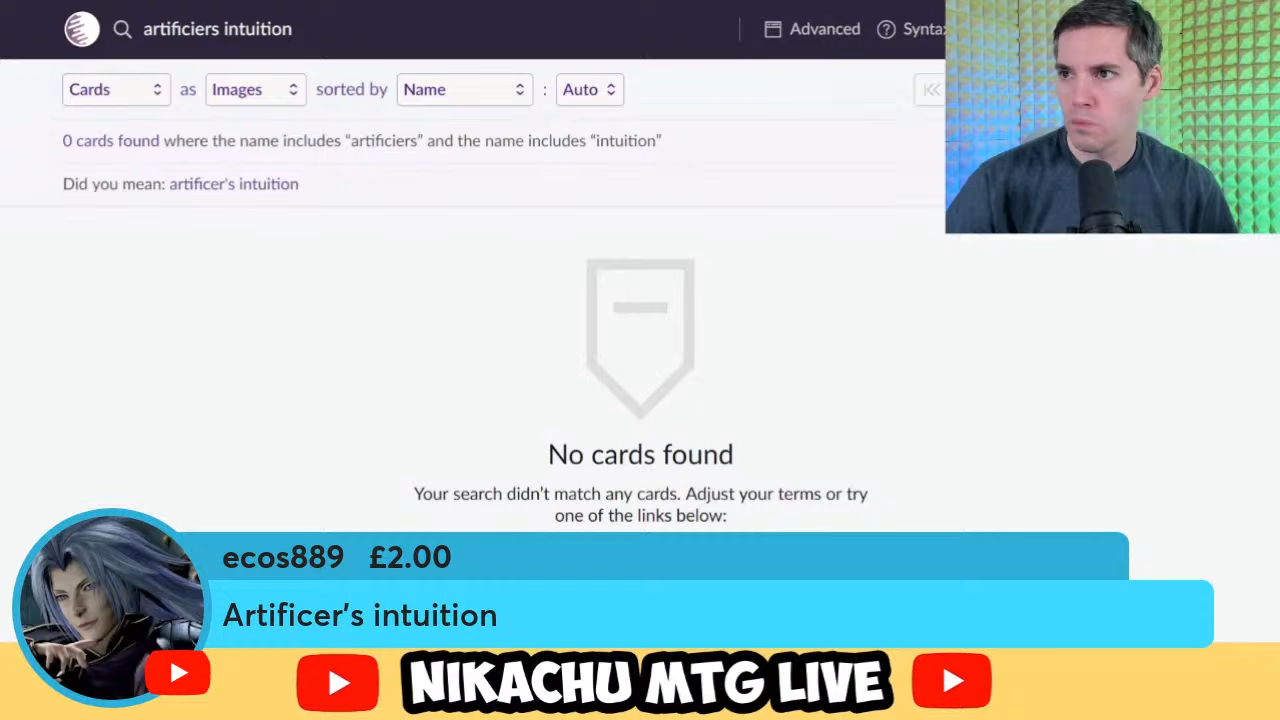 artificiers intuition
Advanced
Syntax
Cards as Images sorted by Name : Auto
0 cards found where the name includes “artificiers” and the name includes “intuition”
Did you mean: artificer's intuition
No cards found
Your search didn’t match any cards. Adjust your terms or try
one of the links below:
ecos889 £2.00
Artificer's intuition
NIKACHU MTG LIVE